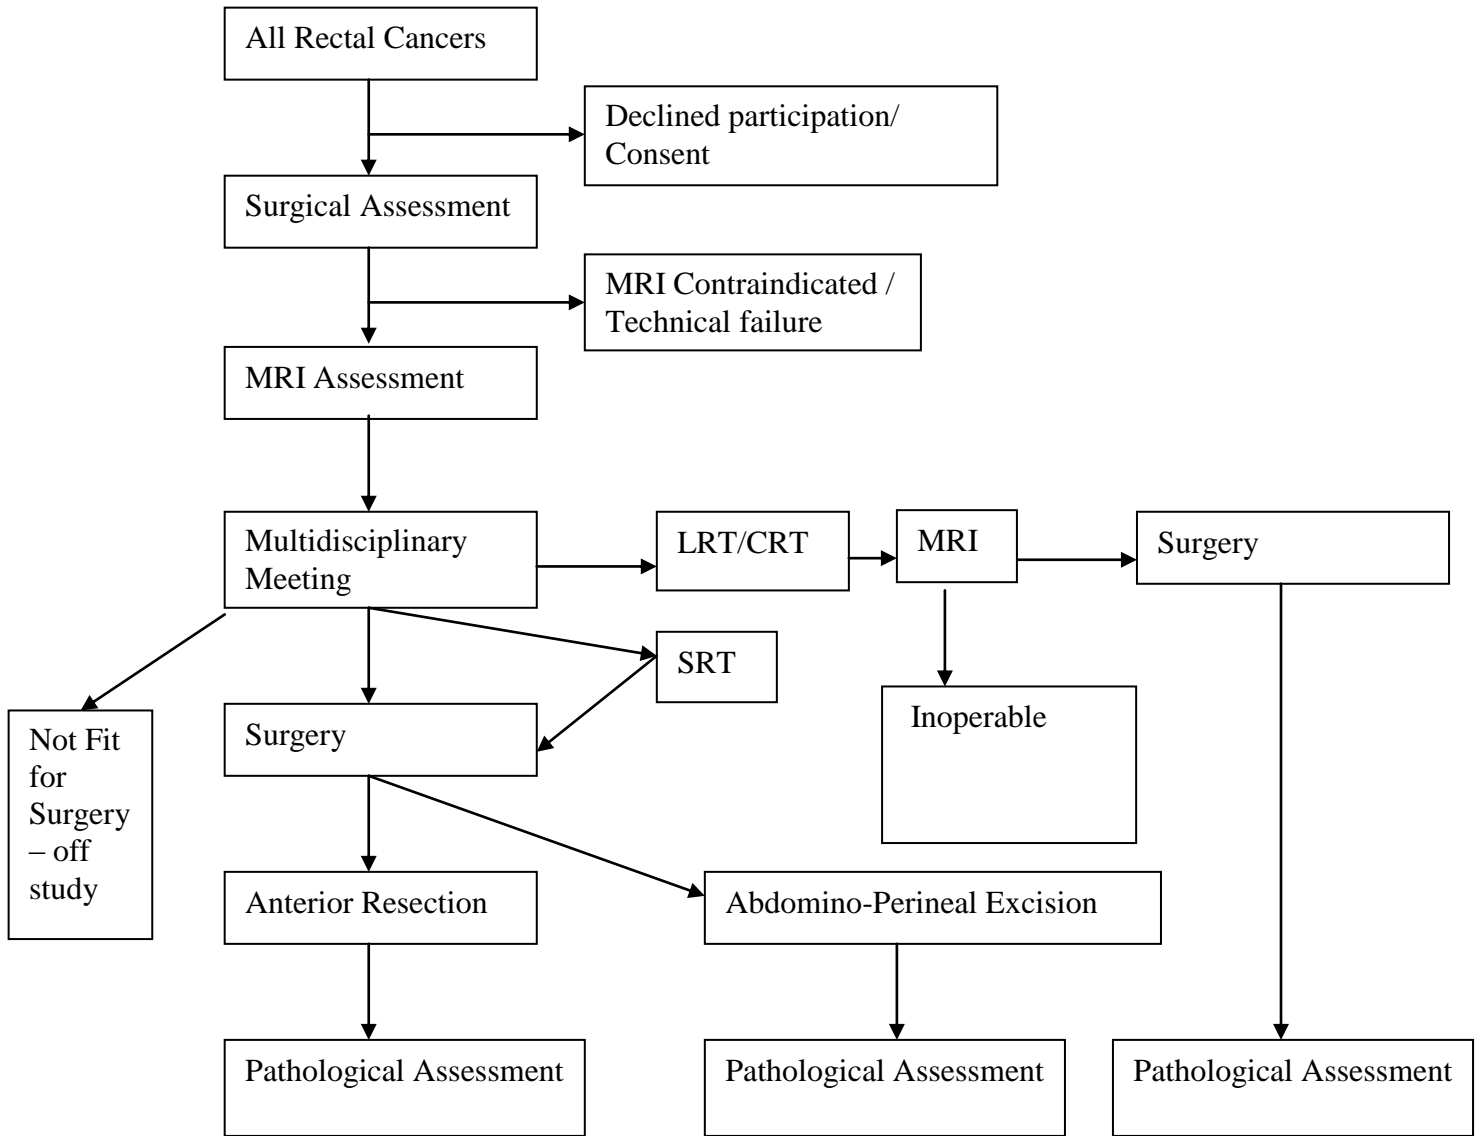 All Rectal Cancers
Declined participation/
Consent
Surgical Assessment
MRI Contraindicated /
Technical failure
MRI Assessment
Multidisciplinary
Meeting
LRT/CRT
MRI
Surgery
SRT
Inoperable
Surgery
Not Fit
for
Surgery
– off
study
Anterior Resection
Abdomino-Perineal Excision
Pathological Assessment
Pathological Assessment
Pathological Assessment